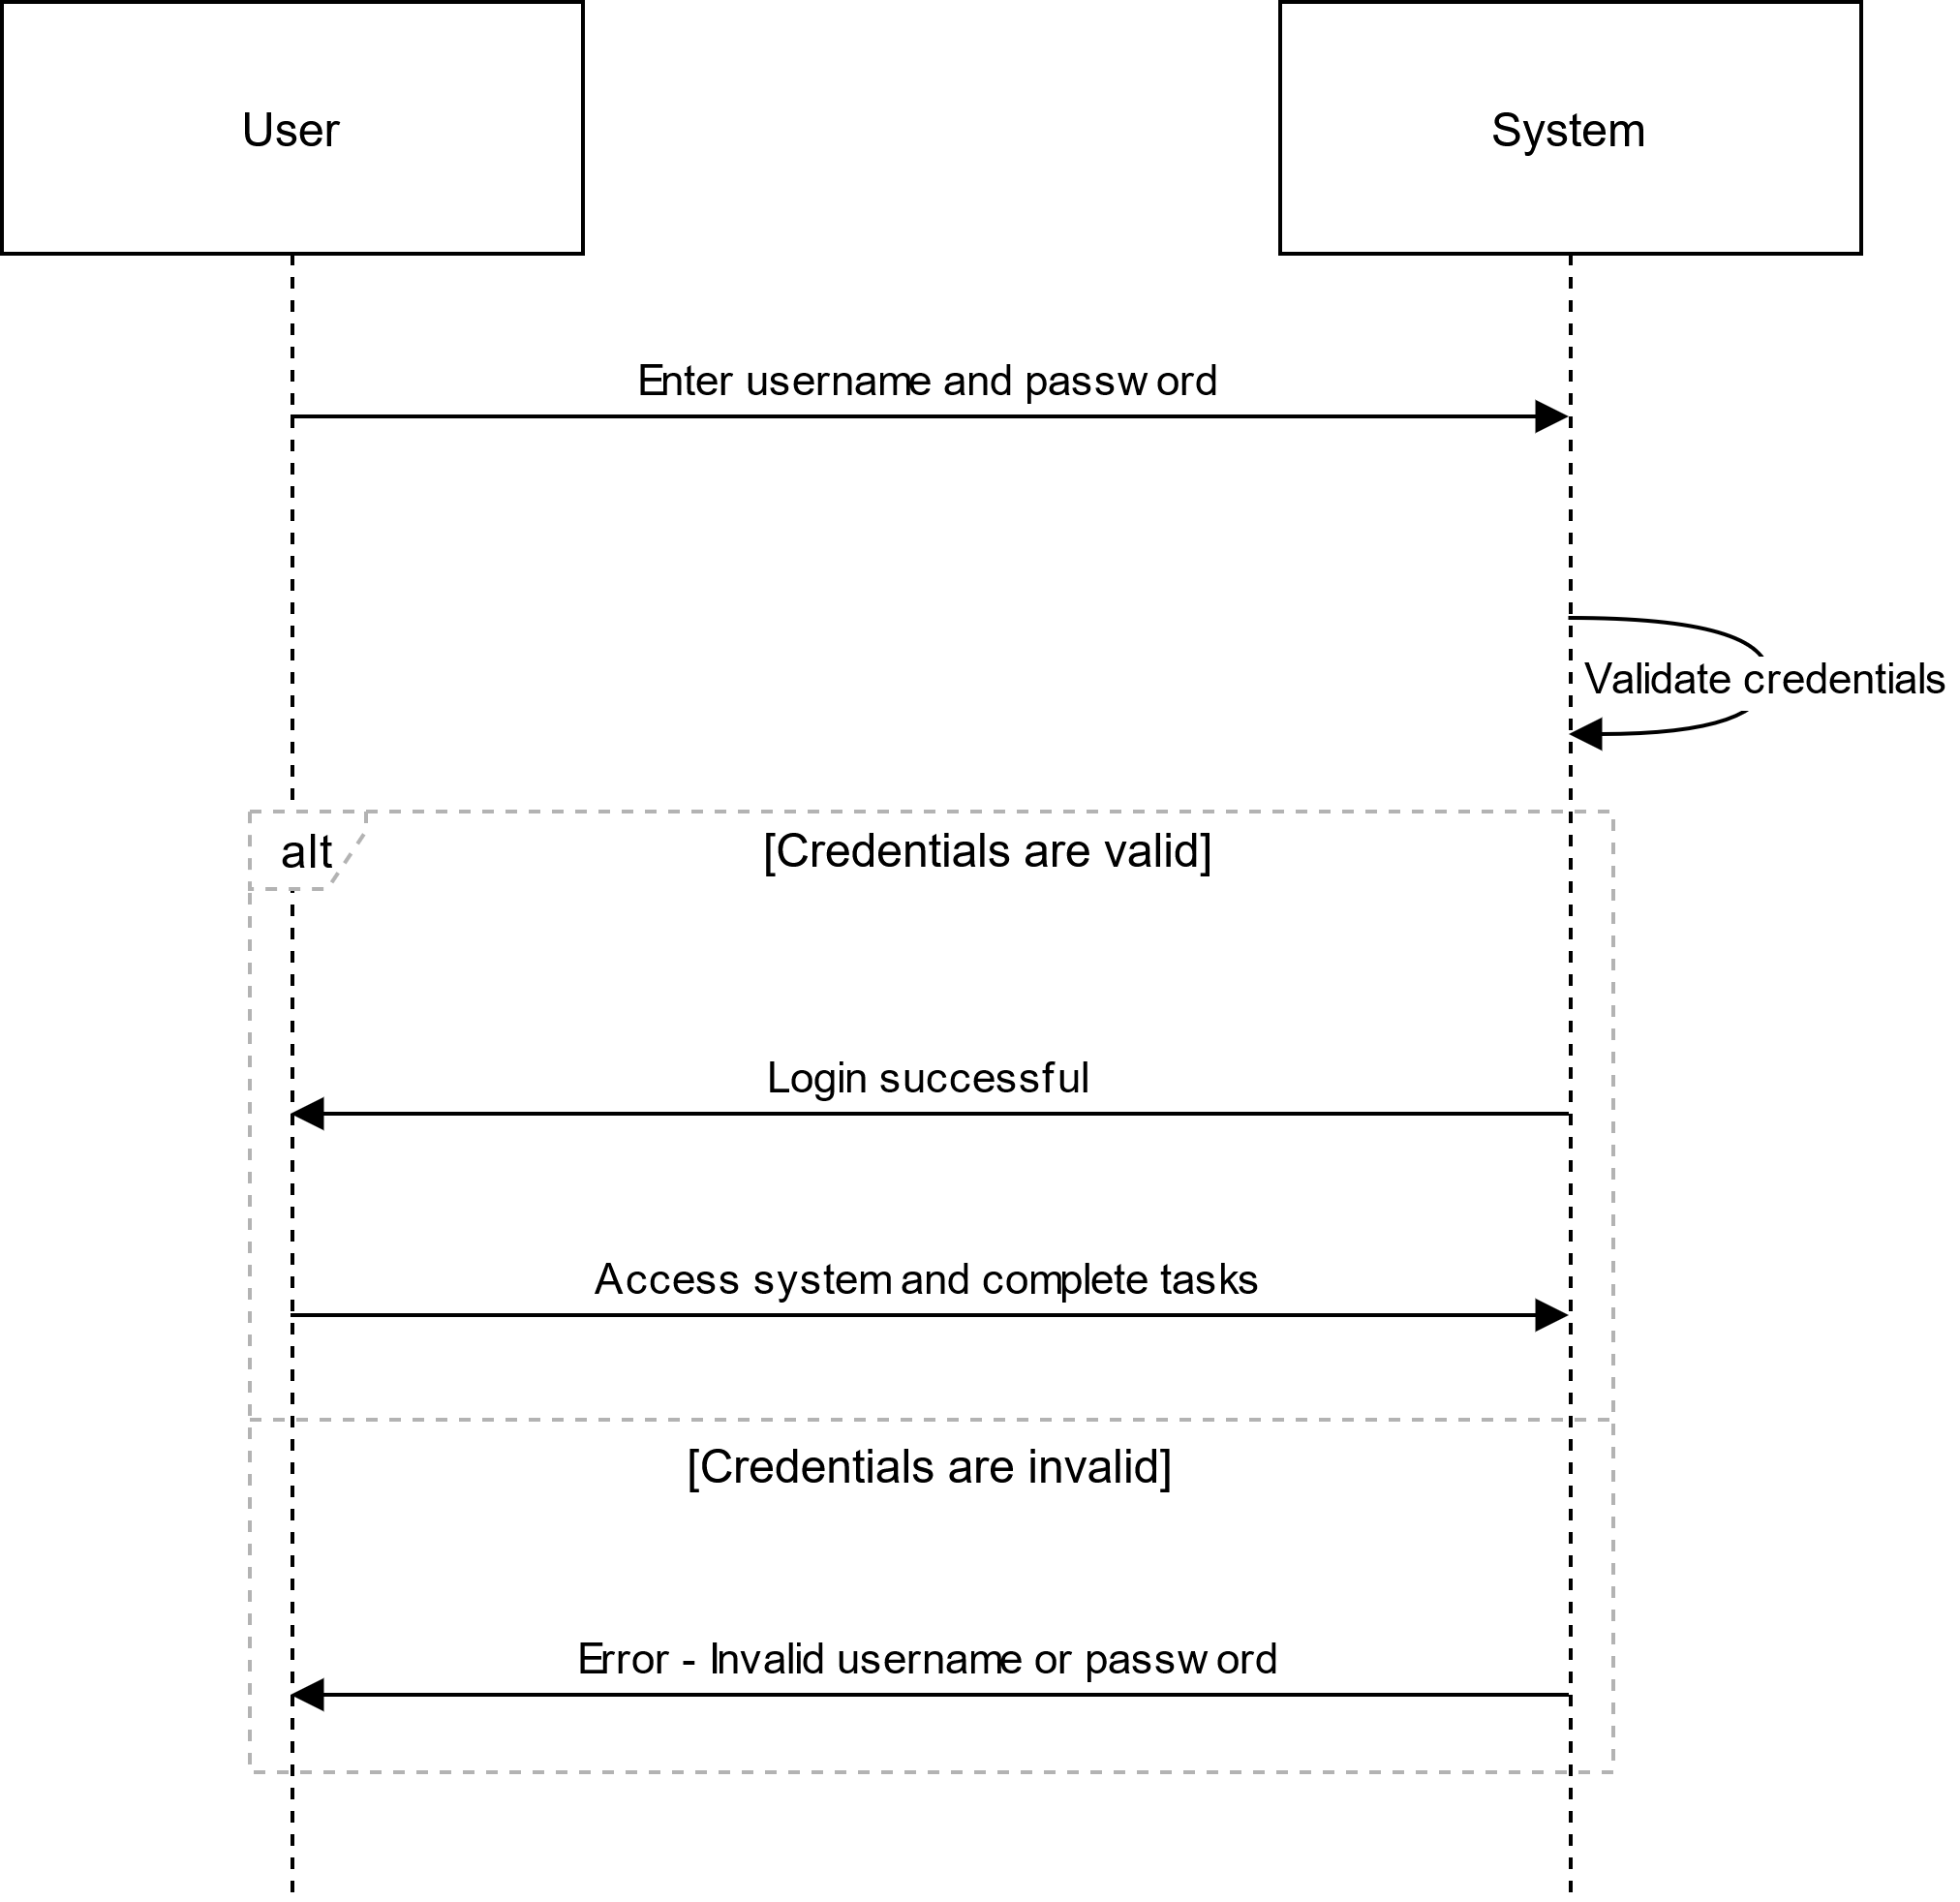 User
System
Enter username and password
Validate credentials
alt
[Credentials are valid]
Login successful
Access system and complete tasks
[Credentials are invalid]
Error - Invalid username or password